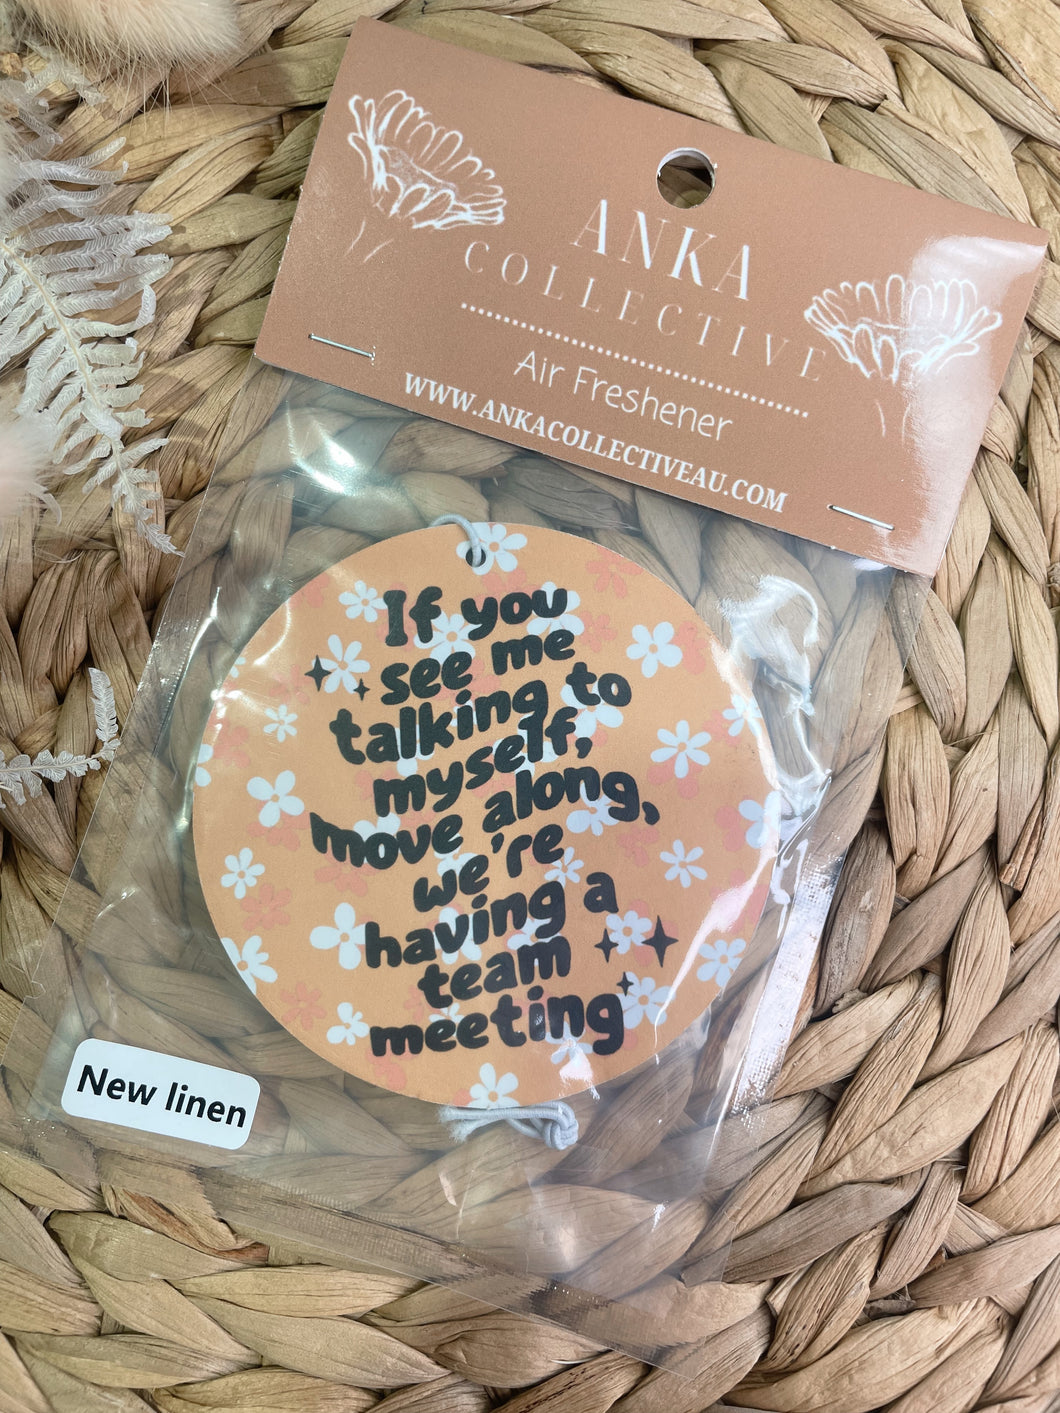 ANKA
COLLECTIVE
Air Freshener
WWW.ANKACOLLECTIVEAU.COM
If you
see me
talking to
myself,
move along,
we're
having a
team
meeting
New linen